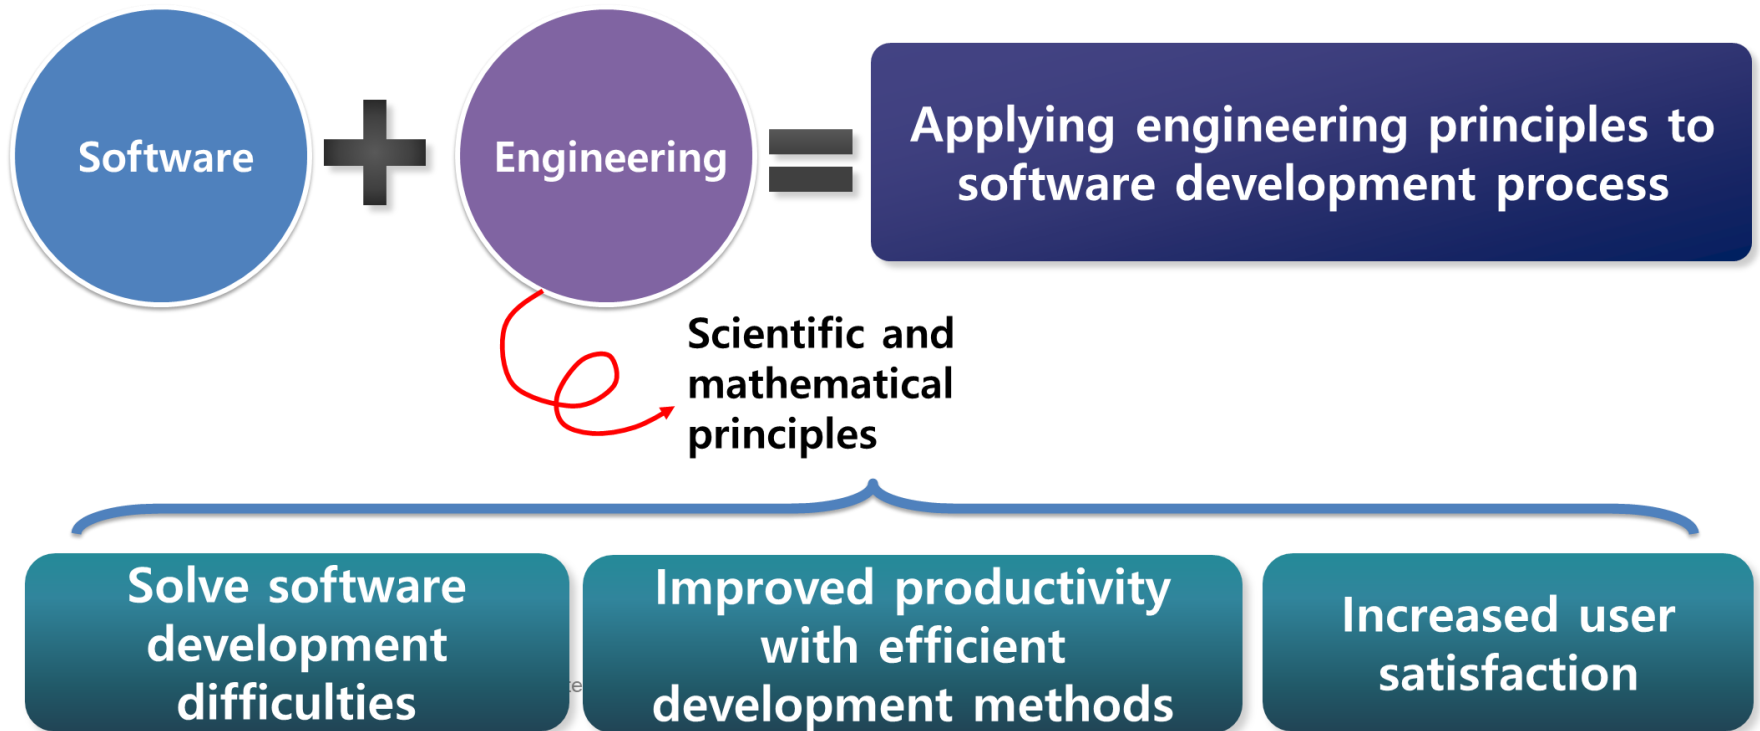 Software
Engineering
Applying engineering principles to
software development process
Scientific and
mathematical
principles
Solve software
development
difficulties
Improved productivity
with efficient
development methods
Increased user
satisfaction